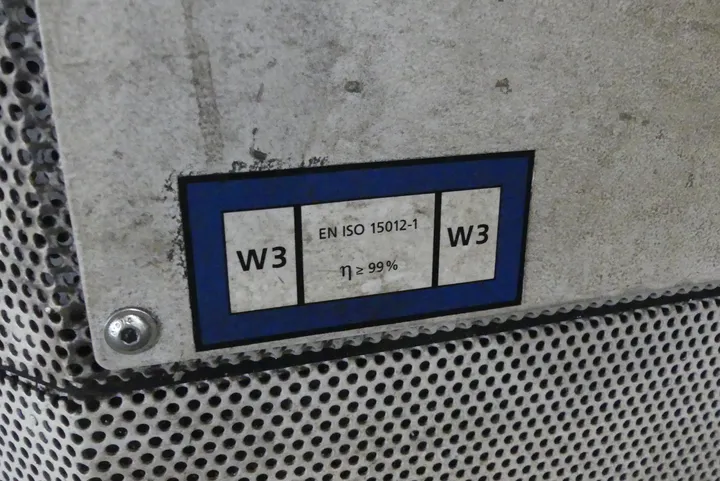 W3
EN ISO 15012-1
η ≥ 99%
W3